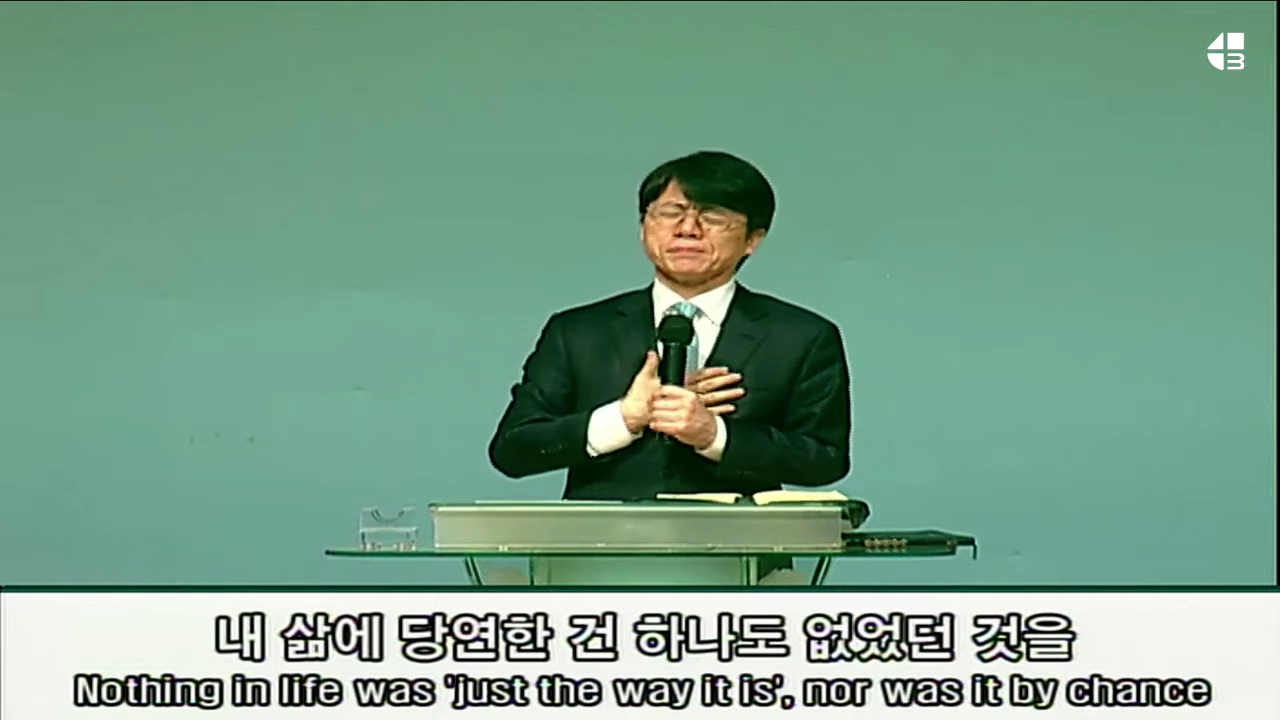 내 삶에 당연한 건 하나도 없었던 것을
Nothing in life was 'just the way it is', nor was it by chance